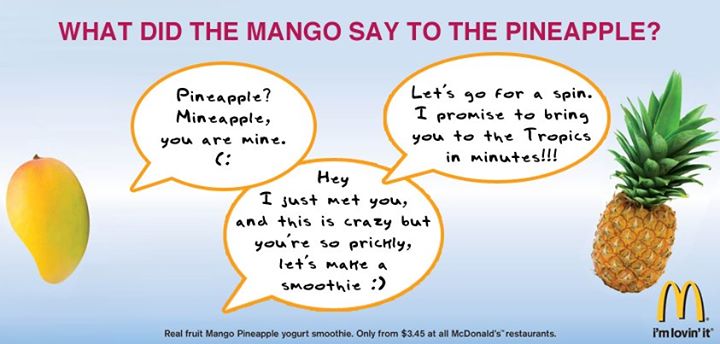 WHAT DID THE MANGO SAY TO THE PINEAPPLE?
Pineapple?
Mineapple,
you are mine.
(:
Let's go for a spin.
I promise to bring
you to the Tropics
in minutes!!!
Hey
I just met you,
and this is crazy but
you're so prickly,
let's make a
smoothie :)
M
i'm lovin' it®
Real fruit Mango Pineapple yogurt smoothie. Only from $3.45 at all McDonald's™ restaurants.